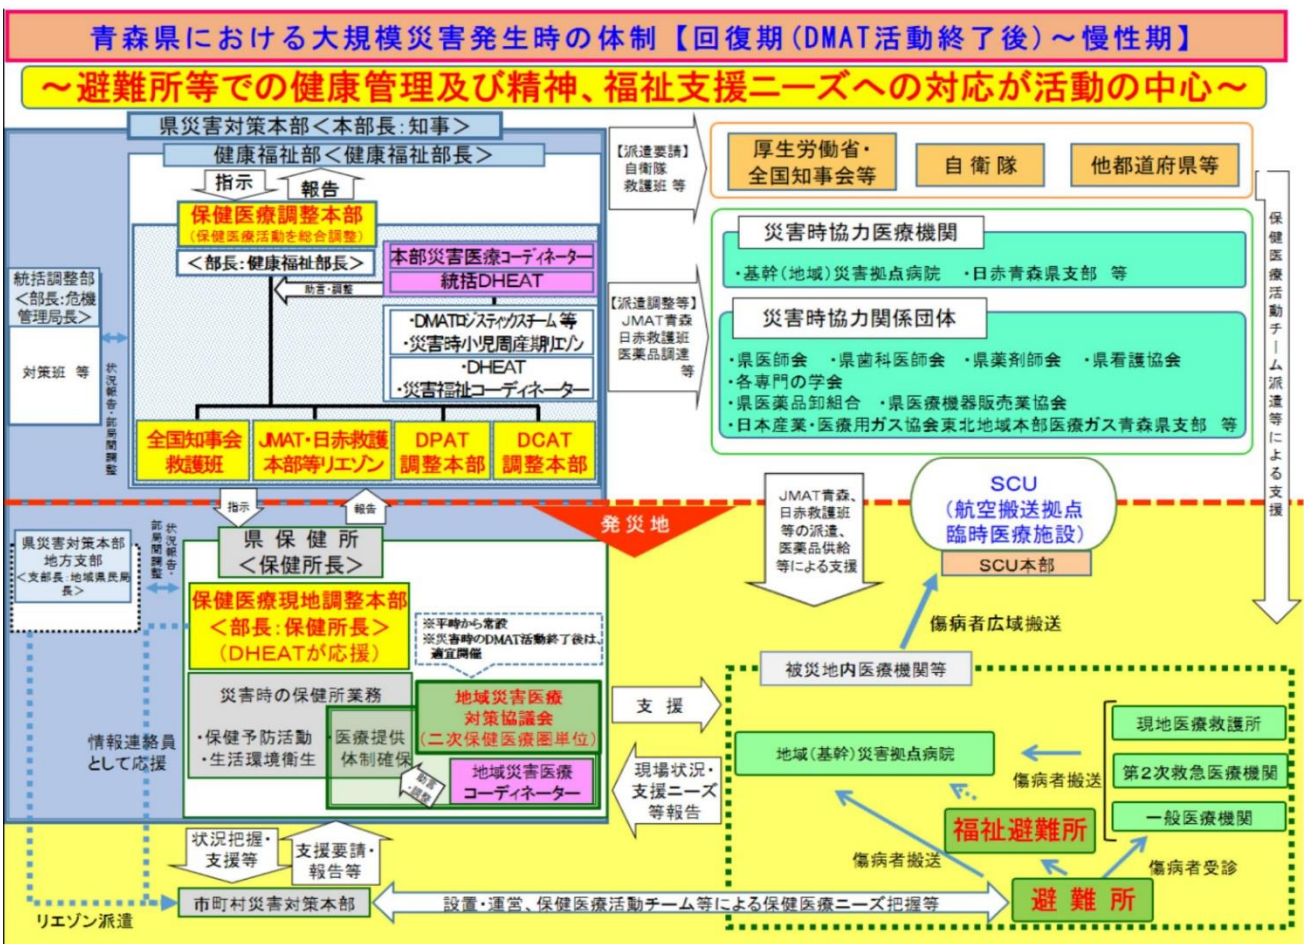 青森県における大規模災害発生時の体制【回復期(DMAT活動終了後)～慢性期】
～避難所等での健康管理及び精神、福祉支援ニーズへの対応が活動の中心～
県災害対策本部＜本部長：知事＞
健康福祉部＜健康福祉部長＞
指示
報告
保健医療調整本部
(保健医療活動を総合調整)
＜部長：健康福祉部長＞
本部災害医療コーディネーター
統括DHEAT
助言・調整
・DMATロジスティックスチーム等
・災害時小児周産期リエゾン
・DHEAT
・災害福祉コーディネーター
統括調整部
＜部長：危機
管理局長＞
対策班 等
状況報告・部局間調整
全国知事会
救護班
JMAT・日赤救護
本部等リエゾン
DPAT
調整本部
DCAT
調整本部
【派遣要請】
自衛隊
救護班 等
厚生労働省・
全国知事会等
自衛隊
他都道府県等
【派遣調整等】
JMAT青森
日赤救護班
医薬品調達
等
災害時協力医療機関
・基幹(地域)災害拠点病院 ・日赤青森県支部 等
災害時協力関係団体
・県医師会 ・県歯科医師会 ・県薬剤師会 ・県看護協会
・各専門の学会
・県医薬品卸組合 ・県医療機器販売業協会
・日本産業・医療用ガス協会東北地域本部医療ガス青森県支部 等
保健医療活動チーム派遣等による支援
指示
報告
発災地
JMAT青森、
日赤救護班
等の派遣、
医薬品供給
等による支援
SCU
(航空搬送拠点
臨時医療施設)
SCU本部
傷病者広域搬送
県災害対策本部
地方支部
＜支部長：地域県民局
長＞
状況報告・
部局間調整
県保健所
＜保健所長＞
保健医療現地調整本部
＜部長：保健所長＞
(DHEATが応援)
※平時から常設
※災害時のDMAT活動終了後は、
適宜開催
災害時の保健所業務
・保健予防活動
・生活環境衛生
・医療提供
体制確保
地域災害医療
対策協議会
(二次保健医療圏単位)
助言・調整
地域災害医療
コーディネーター
情報連絡員
として応援
支援
現場状況・
支援ニーズ
等報告
被災地内医療機関等
地域(基幹)災害拠点病院
現地医療救護所
第2次救急医療機関
一般医療機関
傷病者搬送
福祉避難所
傷病者搬送
傷病者受診
避難所
状況把握・
支援等
支援要請・
報告等
リエゾン派遣
市町村災害対策本部
設置・運営、保健医療活動チーム等による保健医療ニーズ把握等